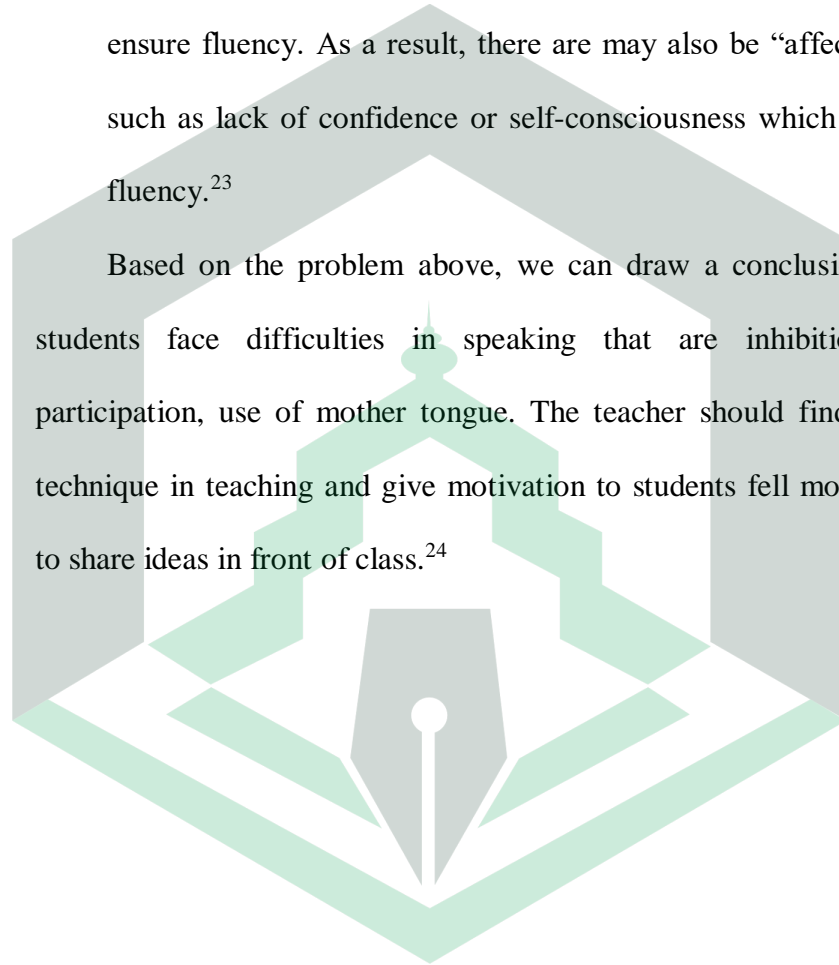 ensure fluency. As a result, there are may also be “affec
such as lack of confidence or self-consciousness which
fluency.23
Based on the problem above, we can draw a conclusi
students face difficulties in speaking that are inhibiti
participation, use of mother tongue. The teacher should find
technique in teaching and give motivation to students fell mo
to share ideas in front of class.24